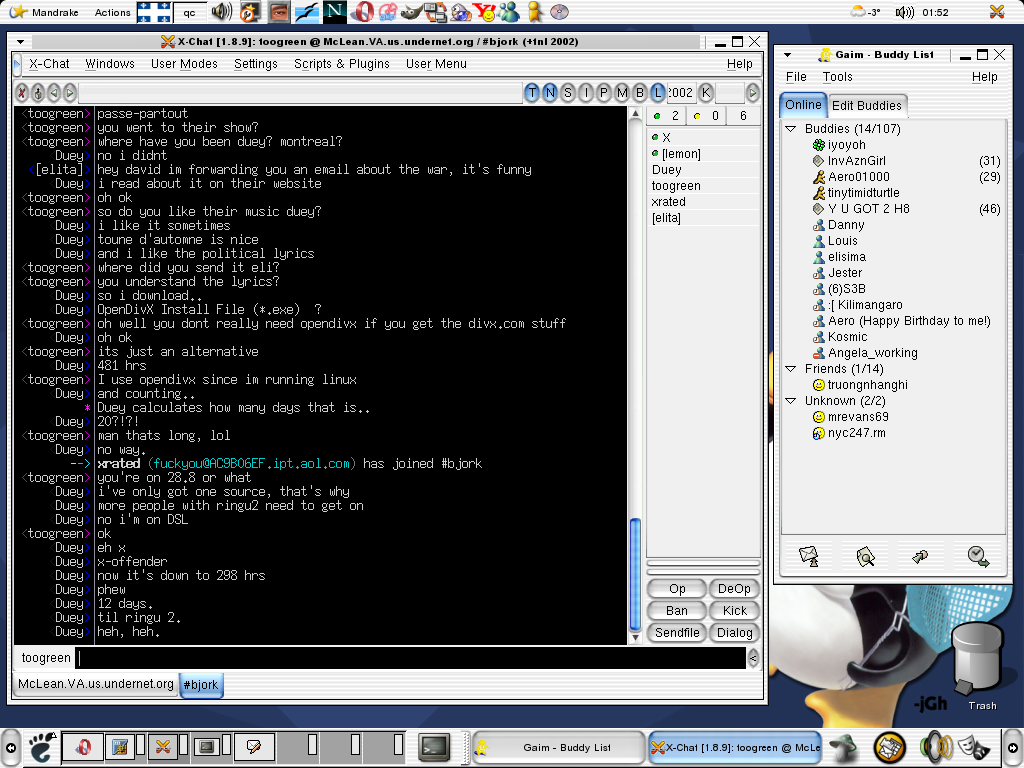 Mandrake Actions qc -3° 01:52
X-Chat [1.8.9]: toogreen @ McLean.VA.us.undernet.org / #bjork (+tnl 2002)
X-Chat Windows User Modes Settings Scripts & Plugins User Menu Help
T N S I P M B L 2002 K
2 0 6
<toogreen> passe-partout
<toogreen> you went to their show?
<toogreen> where have you been duey? montreal?
Duey> no i didnt
<[elita]> hey david im forwarding you an email about the war, it's funny
Duey> i read about it on their website
<toogreen> oh ok
<toogreen> so do you like their music duey?
Duey> i like it sometimes
Duey> toune d'automne is nice
Duey> and i like the political lyrics
<toogreen> where did you send it eli?
<toogreen> you understand the lyrics?
Duey> so i download..
Duey> OpenDivX Install File (*.exe)  ?
<toogreen> oh well you dont really need opendivx if you get the divx.com stuff
Duey> oh ok
<toogreen> its just an alternative
Duey> 481 hrs
<toogreen> I use opendivx since im running linux
Duey> and counting..
* Duey calculates how many days that is..
Duey> 20?!?!
<toogreen> man thats long, lol
Duey> no way.
--> xrated (fuckyou@AC9B06EF.ipt.aol.com) has joined #bjork
<toogreen> you're on 28.8 or what
Duey> i've only got one source, that's why
Duey> more people with ringu2 need to get on
Duey> no i'm on DSL
<toogreen> ok
Duey> eh x
Duey> x-offender
Duey> now it's down to 298 hrs
Duey> phew
Duey> 12 days.
Duey> til ringu 2.
Duey> heh, heh.
X
[lemon]
Duey
toogreen
xrated
[elita]
Op DeOp
Ban Kick
Sendfile Dialog
toogreen
McLean.VA.us.undernet.org #bjork
Gaim - Buddy List
File Tools Help
Online Edit Buddies
Buddies (14/107)
iyoyoh
InvAznGirl (31)
Aero01000 (29)
tinytimidturtle
Y U GOT 2 H8 (46)
Danny
Louis
elisima
Jester
(6)S3B
:[ Kilimangaro
Aero (Happy Birthday to me!)
Kosmic
Angela_working
Friends (1/14)
truongnhanghi
Unknown (2/2)
mrevans69
nyc247.rm
-jGh
Trash
Gaim - Buddy List
X-Chat [1.8.9]: toogreen @ McLe